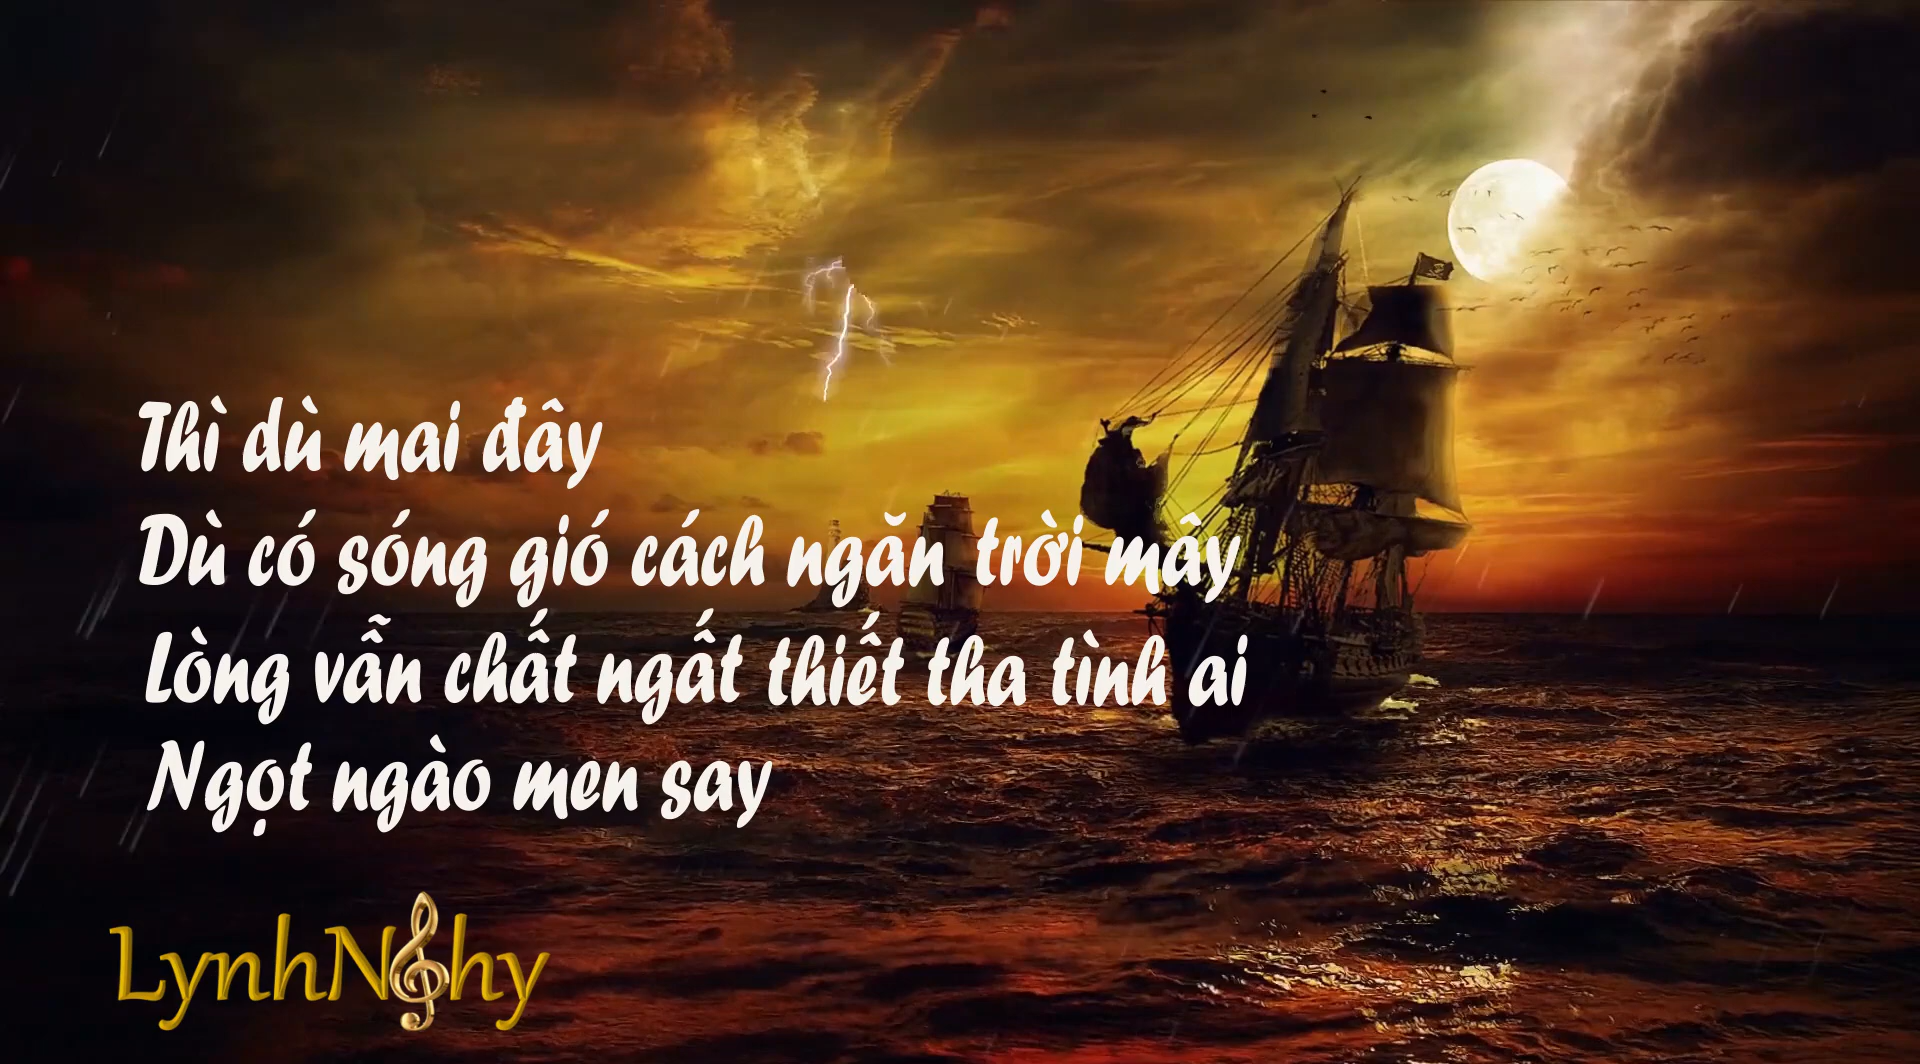 Thì dù mai đây
Dù có sóng gió cách ngăn trời mây
Lòng vẫn chất ngất thiết tha tình ai
Ngọt ngào men say
LynhNghy